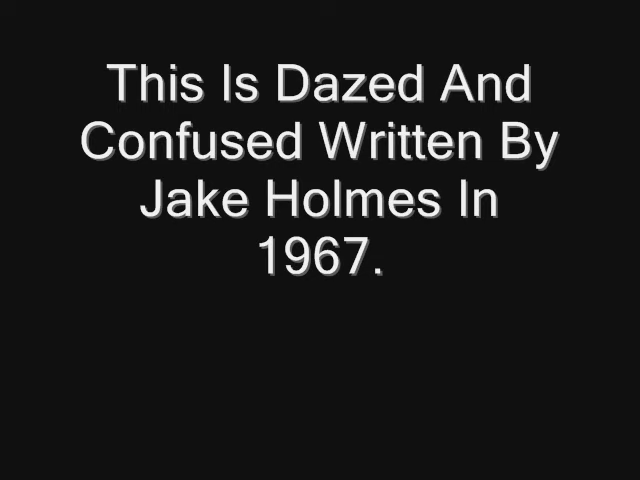 This Is Dazed And
Confused Written By
Jake Holmes In
1967.